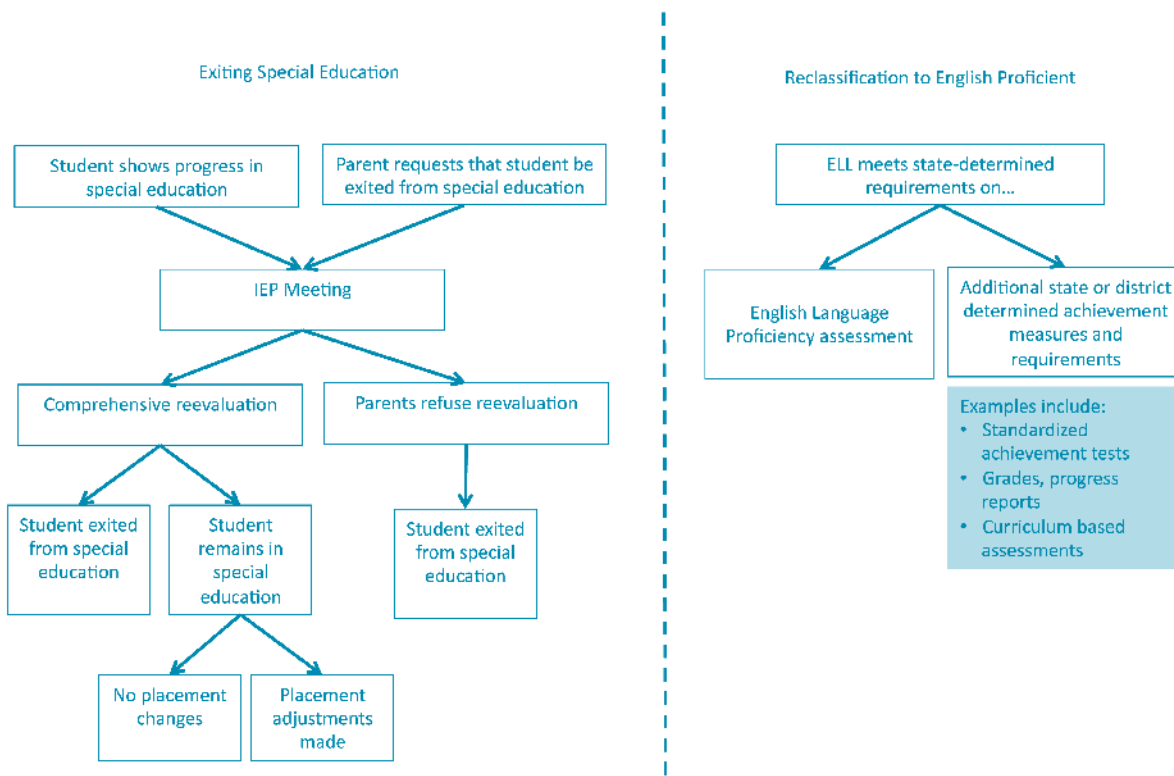 Exiting Special Education
Student shows progress in
special education
Parent requests that student be
exited from special education
IEP Meeting
Comprehensive reevaluation
Parents refuse reevaluation
Student exited
from special
education
Student
remains in
special
education
Student exited
from special
education
No placement
changes
Placement
adjustments
made
Reclassification to English Proficient
ELL meets state-determined
requirements on...
English Language
Proficiency assessment
Additional state or district
determined achievement
measures and
requirements
Examples include:
• Standardized
achievement tests
• Grades, progress
reports
• Curriculum based
assessments